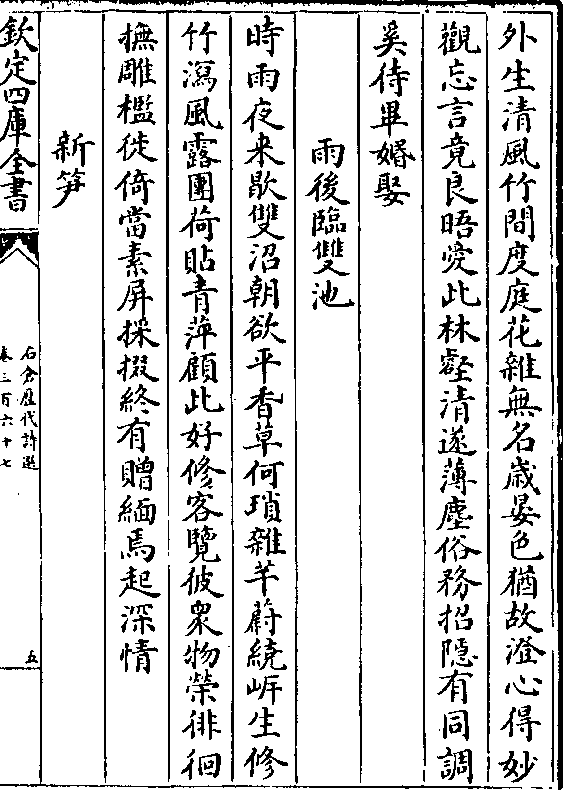 外生清風竹間度庭花雜無名歳晏色猶故澄心得妙
觀忘言竟良晤愛此林壑清遂薄塵俗務招隱有同調
奚待畢婚娶
雨後臨雙池
時雨夜来歇雙沼朝欲平香草何瑣雜芊蔚繞岍生修
竹瀉風露團荷貼青萍顧此好修客覽彼衆物榮徘徊
撫雕檻徙倚當素屏採掇終有贈緬焉起深情
新笋
欽定四庫全書
石倉歴代詩選
卷三百六十七
五